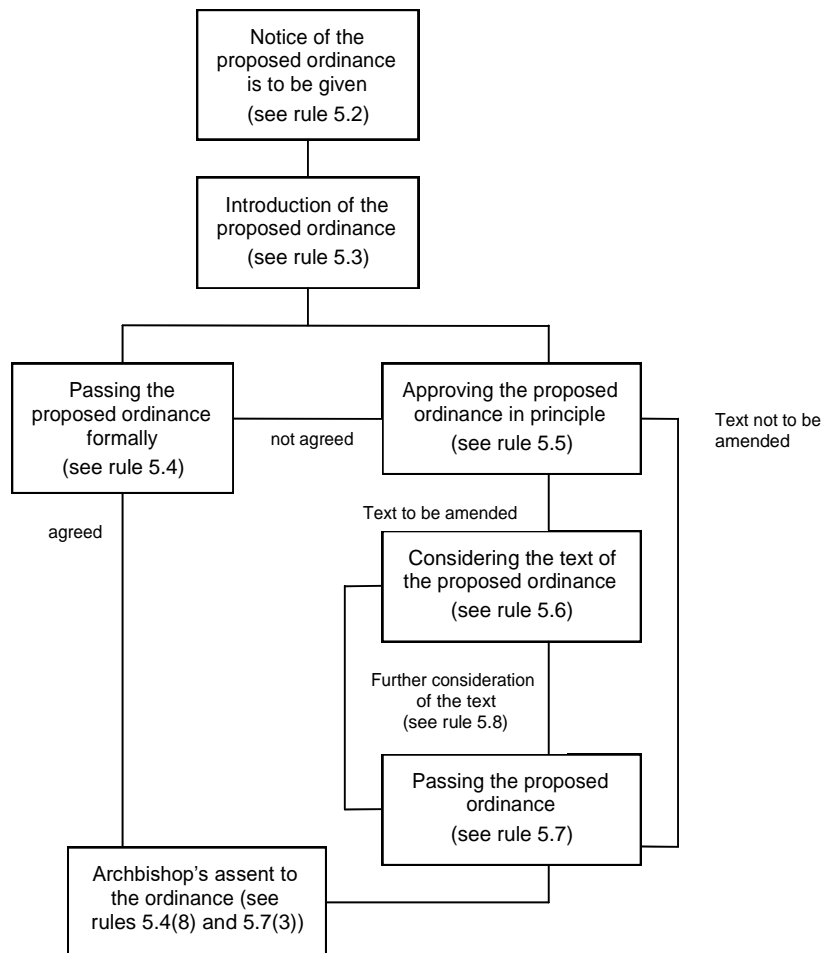 Notice of the
proposed ordinance
is to be given
(see rule 5.2)
Introduction of the
proposed ordinance
(see rule 5.3)
Passing the
proposed ordinance
formally
(see rule 5.4)
not agreed
Approving the proposed
ordinance in principle
(see rule 5.5)
Text not to be
amended
agreed
Text to be amended
Considering the text of
the proposed ordinance
(see rule 5.6)
Further consideration
of the text
(see rule 5.8)
Passing the proposed
ordinance
(see rule 5.7)
Archbishop’s assent to
the ordinance (see
rules 5.4(8) and 5.7(3))